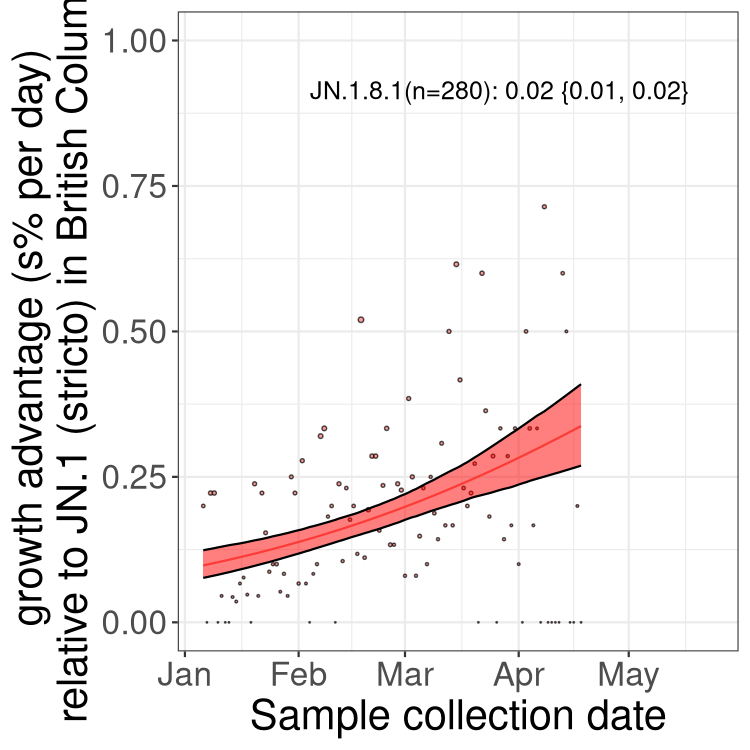 growth advantage (s% per day)
relative to JN.1 (stricto) in British Colum
1.00
0.75
0.50
0.25
0.00
JN.1.8.1(n=280): 0.02 {0.01, 0.02}
Jan Feb Mar Apr May
Sample collection date